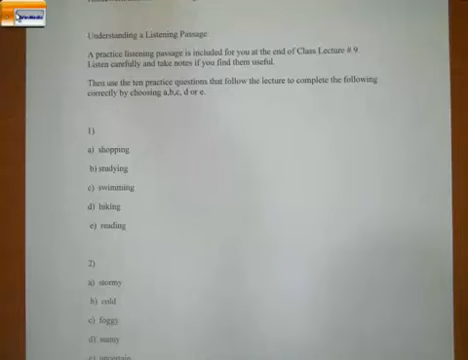 Understanding a Listening Passage
A practice listening passage is included for you at the end of Class Lecture # 9.
Listen carefully and take notes if you find them useful.
Then use the ten practice questions that follow the lecture to complete the following
correctly by choosing a,b,c, d or e.
1)
a) shopping
b) studying
c) swimming
d) hiking
e) reading
2)
a) stormy
b) cold
c) foggy
d) sunny
e) uncertain